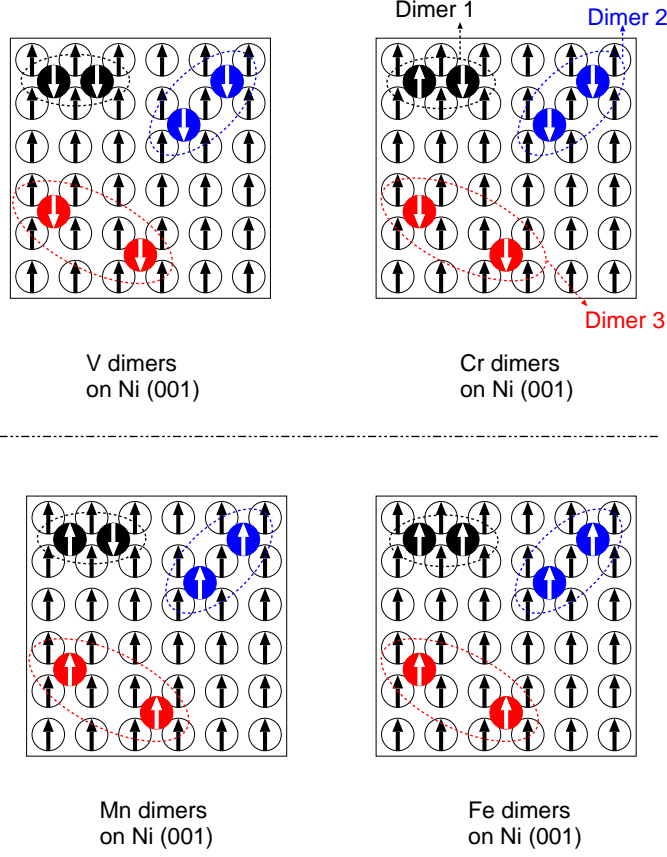 Dimer 1
Dimer 2
Dimer 3
V dimers
on Ni (001)
Cr dimers
on Ni (001)
Mn dimers
on Ni (001)
Fe dimers
on Ni (001)